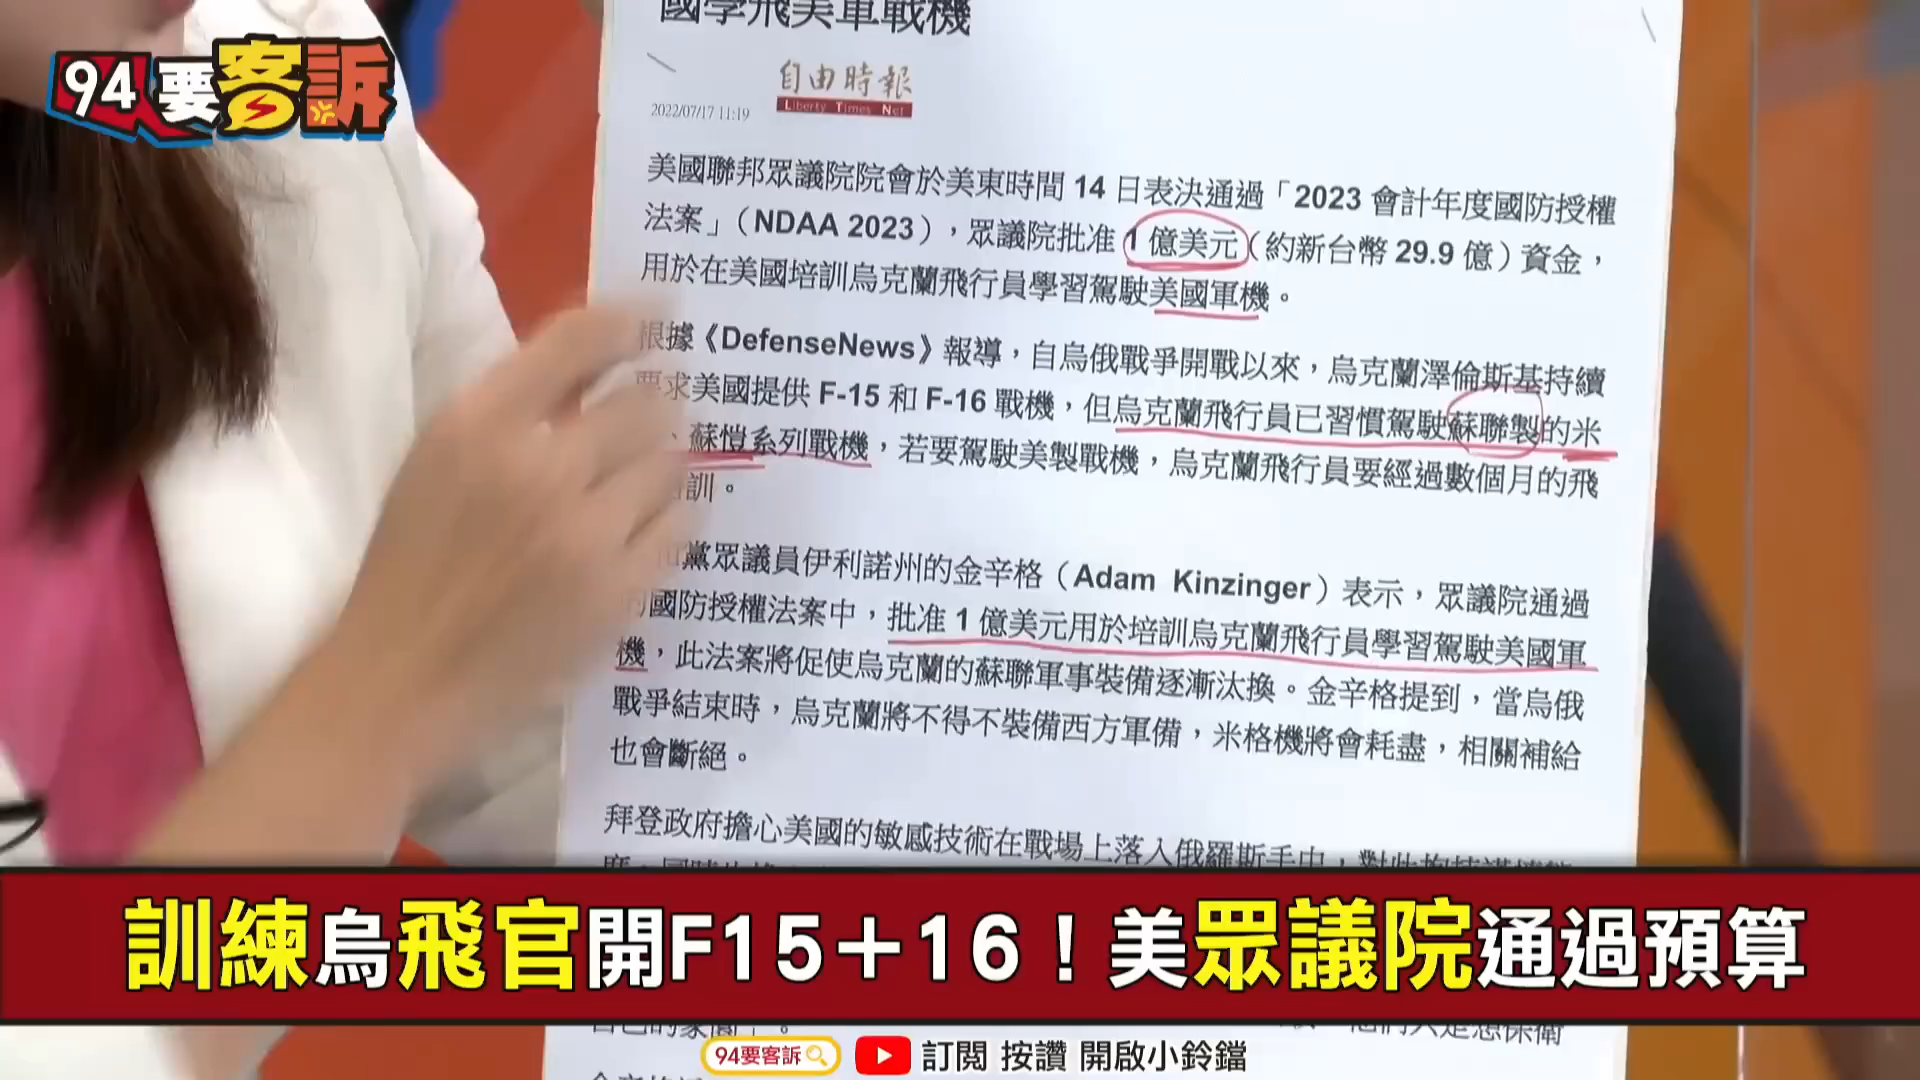 國學飛美軍戰機
94要客訴
自由時報
Liberty Times Net
2022/07/17 11:19
美國聯邦眾議院院會於美東時間 14 日表決通過「2023 會計年度國防授權
法案」（NDAA 2023），眾議院批准 1 億美元（約新台幣 29.9 億）資金，
用於在美國培訓烏克蘭飛行員學習駕駛美國軍機。
根據《DefenseNews》報導，自烏俄戰爭開戰以來，烏克蘭澤倫斯基持續
要求美國提供 F-15 和 F-16 戰機，但烏克蘭飛行員已習慣駕駛蘇聯製的米
、蘇愷系列戰機，若要駕駛美製戰機，烏克蘭飛行員要經過數個月的飛
訓。
黨眾議員伊利諾州的金辛格（Adam Kinzinger）表示，眾議院通過
的國防授權法案中，批准 1 億美元用於培訓烏克蘭飛行員學習駕駛美國軍
機，此法案將促使烏克蘭的蘇聯軍事裝備逐漸汰換。金辛格提到，當烏俄
戰爭結束時，烏克蘭將不得不裝備西方軍備，米格機將會耗盡，相關補給
也會斷絕。
拜登政府擔心美國的敏感技術在戰場上落入俄羅斯手中，對此
訓練烏飛官開F15+16！美眾議院通過預算
94要客訴
訂閱 按讚 開啟小鈴鐺